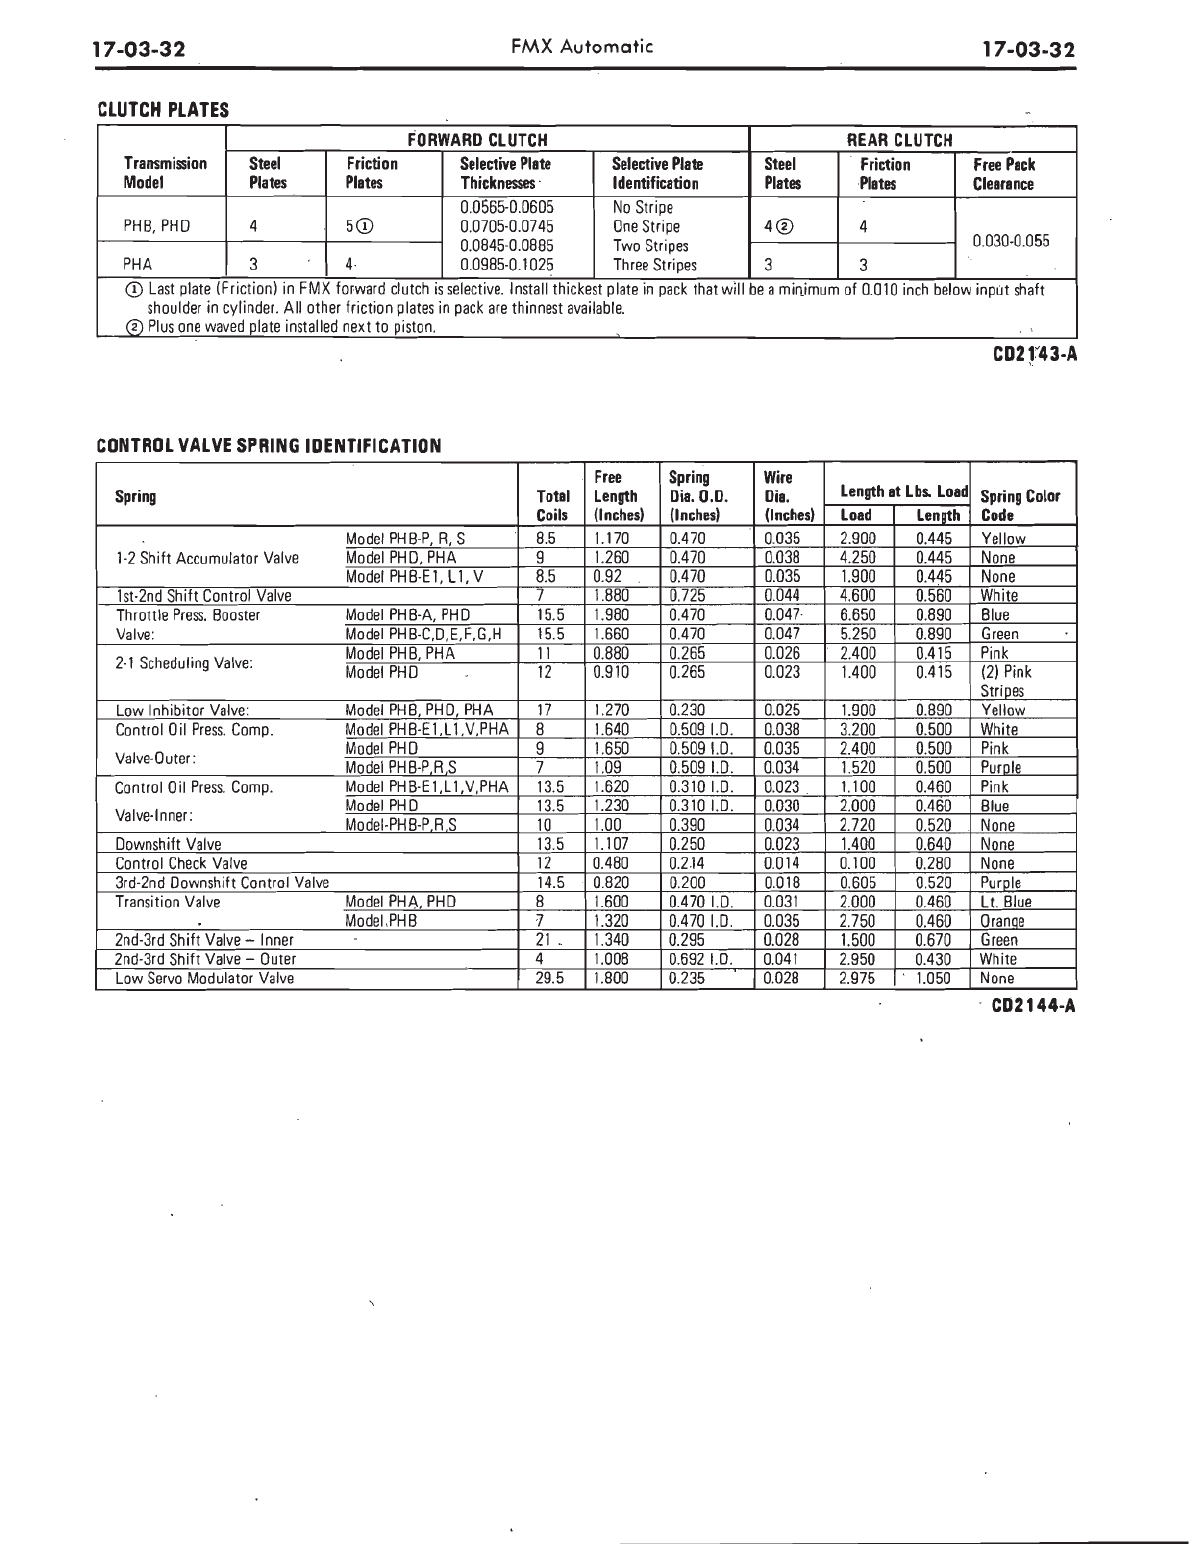 17-03-32 FMX Automatic 17-03-32
CLUTCH PLATES
FORWARD CLUTCH REAR CLUTCH
Transmission Model Steel Plates Friction Plates Selective Plate Thicknesses Selective Plate Identification Steel Plates Friction Plates Free Pack Clearance
0.0565-0.0605 No Stripe
PHB, PHD 4 5① 0.0705-0.0745 One Stripe 4② 4
0.0845-0.0885 Two Stripes 0.030-0.055
PHA 3 4 0.0985-0.1025 Three Stripes 3 3
① Last plate (Friction) in FMX forward clutch is selective. Install thickest plate in pack that will be a minimum of 0.010 inch below input shaft
shoulder in cylinder. All other friction plates in pack are thinnest available.
② Plus one waved plate installed next to piston.
CD2143-A
CONTROL VALVE SPRING IDENTIFICATION
Spring Total Coils Free Length (Inches) Spring Dia. O.D. (Inches) Wire Dia. (Inches) Length at Lbs. Load Load Length Spring Color Code
Model PHB-P, R, S 8.5 1.170 0.470 0.035 2.900 0.445 Yellow
1-2 Shift Accumulator Valve Model PHD, PHA 9 1.260 0.470 0.038 4.250 0.445 None
Model PHB-E1, L1, V 8.5 0.92 0.470 0.035 1.900 0.445 None
1st-2nd Shift Control Valve 7 1.880 0.725 0.044 4.600 0.560 White
Throttle Press. Booster Model PHB-A, PHD 15.5 1.980 0.470 0.047 6.650 0.890 Blue
Valve: Model PHB-C,D,E,F,G,H 15.5 1.660 0.470 0.047 5.250 0.890 Green
2-1 Scheduling Valve: Model PHB, PHA 11 0.880 0.265 0.026 2.400 0.415 Pink
Model PHD 12 0.910 0.265 0.023 1.400 0.415 (2) Pink
Stripes
Low Inhibitor Valve: Model PHB, PHD, PHA 17 1.270 0.230 0.025 1.900 0.890 Yellow
Control Oil Press. Comp. Model PHB-E1,L1,V,PHA 8 1.640 0.509 I.D. 0.038 3.200 0.500 White
Valve-Outer: Model PHD 9 1.650 0.509 I.D. 0.035 2.400 0.500 Pink
Model PHB-P,R,S 7 1.09 0.509 I.D. 0.034 1.520 0.500 Purple
Control Oil Press. Comp. Model PHB-E1,L1,V,PHA 13.5 1.620 0.310 I.D. 0.023 1.100 0.460 Pink
Valve-Inner: Model PHD 13.5 1.230 0.310 I.D. 0.030 2.000 0.460 Blue
Model-PHB-P,R,S 10 1.00 0.390 0.034 2.720 0.520 None
Downshift Valve 13.5 1.107 0.250 0.023 1.400 0.640 None
Control Check Valve 12 0.480 0.214 0.014 0.100 0.280 None
3rd-2nd Downshift Control Valve 14.5 0.820 0.200 0.018 0.605 0.520 Purple
Transition Valve Model PHA, PHD 8 1.600 0.470 I.D. 0.031 2.000 0.460 Lt. Blue
Model PHB 7 1.320 0.470 I.D. 0.035 2.750 0.460 Orange
2nd-3rd Shift Valve – Inner 21 1.340 0.295 0.028 1.500 0.670 Green
2nd-3rd Shift Valve – Outer 4 1.008 0.692 I.D. 0.041 2.950 0.430 White
Low Servo Modulator Valve 29.5 1.800 0.235 0.028 2.975 1.050 None
CD2144-A